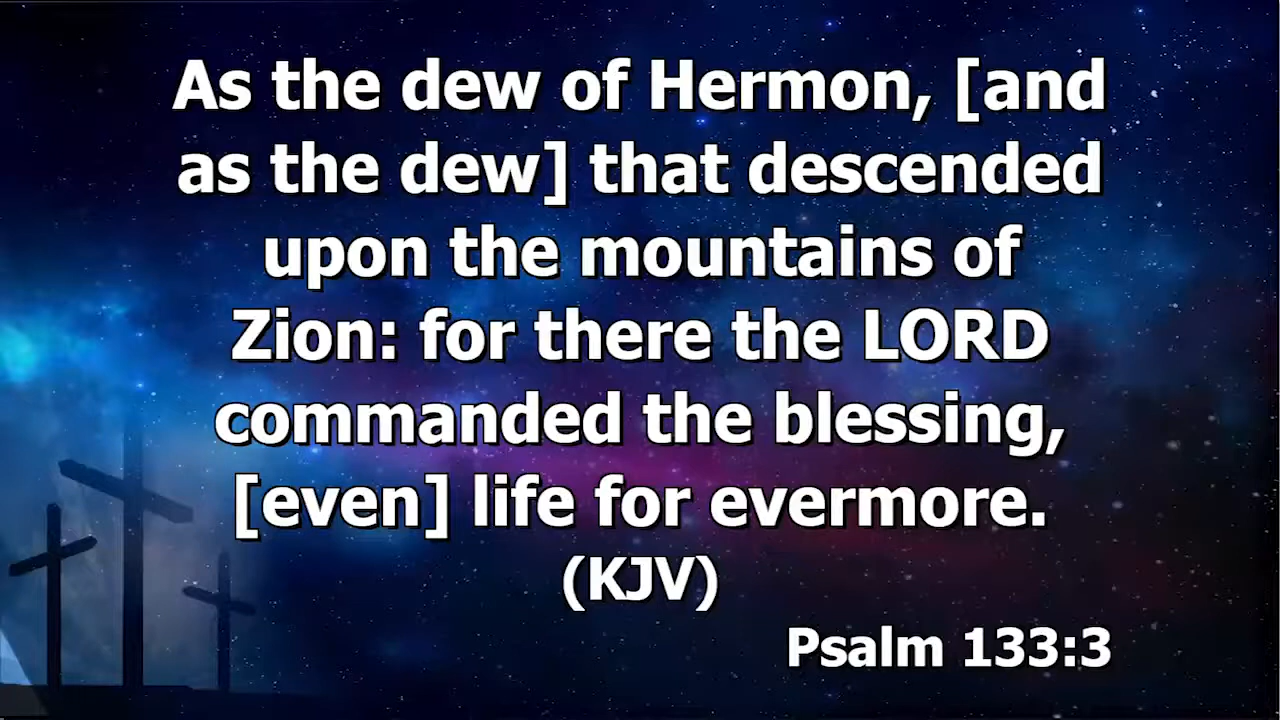 As the dew of Hermon, [and
as the dew] that descended
upon the mountains of
Zion: for there the LORD
commanded the blessing,
[even] life for evermore.
(KJV)
Psalm 133:3